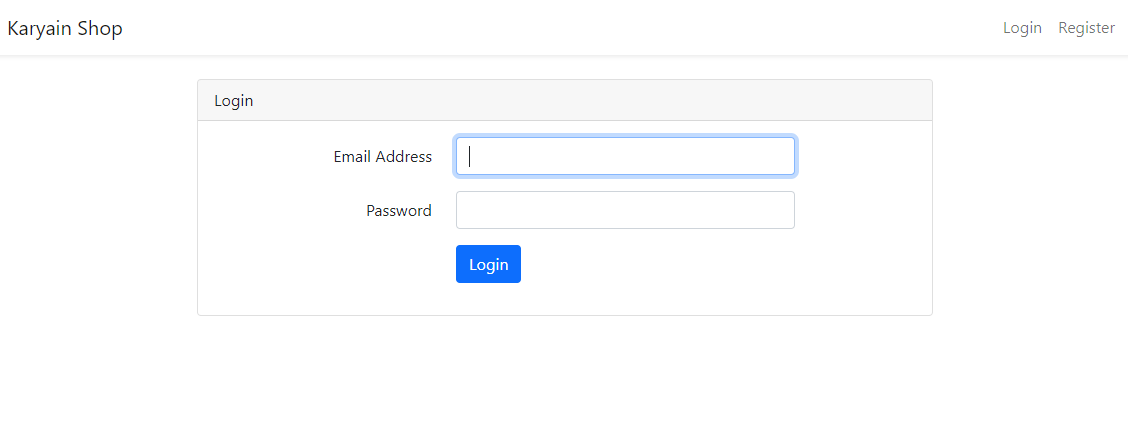 Karyain Shop
Login Register
Login
Email Address
Password
Login